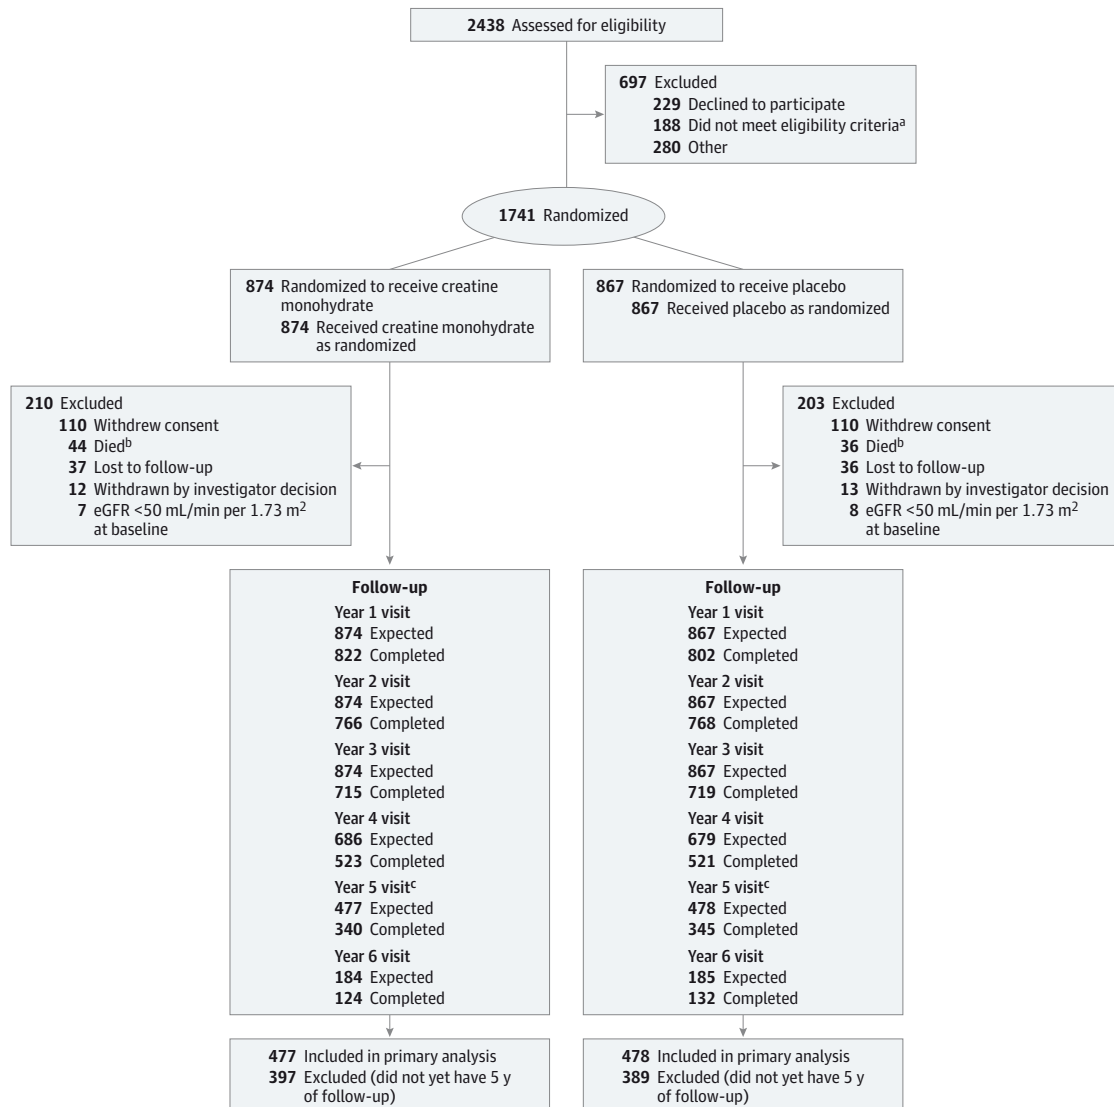 2438 Assessed for eligibility
697 Excluded
229 Declined to participate
188 Did not meet eligibility criteriaᵃ
280 Other
1741 Randomized
874 Randomized to receive creatine
monohydrate
874 Received creatine monohydrate
as randomized
867 Randomized to receive placebo
867 Received placebo as randomized
210 Excluded
110 Withdrew consent
44 Diedᵇ
37 Lost to follow-up
12 Withdrawn by investigator decision
7 eGFR <50 mL/min per 1.73 m²
at baseline
203 Excluded
110 Withdrew consent
36 Diedᵇ
36 Lost to follow-up
13 Withdrawn by investigator decision
8 eGFR <50 mL/min per 1.73 m²
at baseline
Follow-up
Year 1 visit
874 Expected
822 Completed
Year 2 visit
874 Expected
766 Completed
Year 3 visit
874 Expected
715 Completed
Year 4 visit
686 Expected
523 Completed
Year 5 visitᶜ
477 Expected
340 Completed
Year 6 visit
184 Expected
124 Completed
Follow-up
Year 1 visit
867 Expected
802 Completed
Year 2 visit
867 Expected
768 Completed
Year 3 visit
867 Expected
719 Completed
Year 4 visit
679 Expected
521 Completed
Year 5 visitᶜ
478 Expected
345 Completed
Year 6 visit
185 Expected
132 Completed
477 Included in primary analysis
397 Excluded (did not yet have 5 y
of follow-up)
478 Included in primary analysis
389 Excluded (did not yet have 5 y
of follow-up)